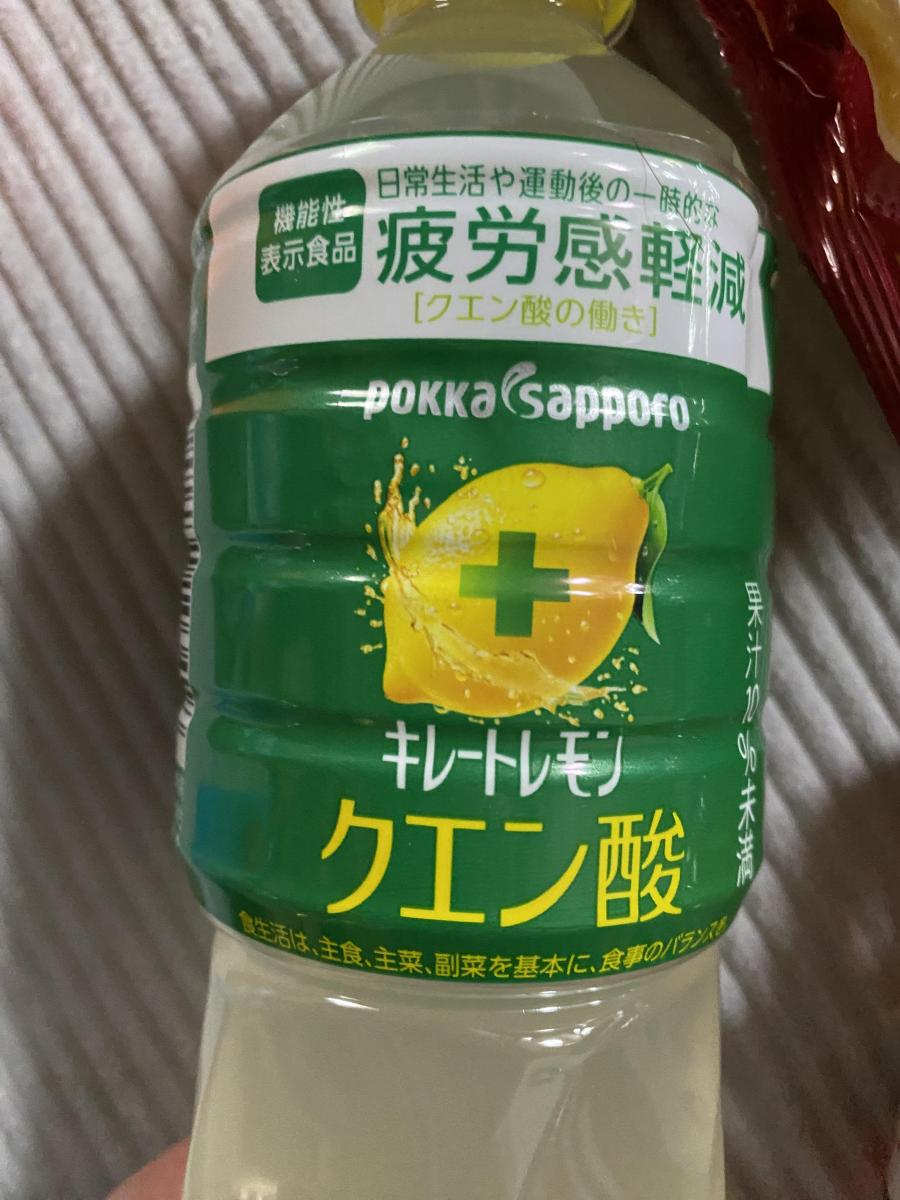 機能性
表示食品
日常生活や運動後の一時的な
疲労感軽減
[クエン酸の働き]
pokka sapporo
キレートレモン
クエン酸
果汁10%未満
食生活は、主食、主菜、副菜を基本に、食事のバランスを